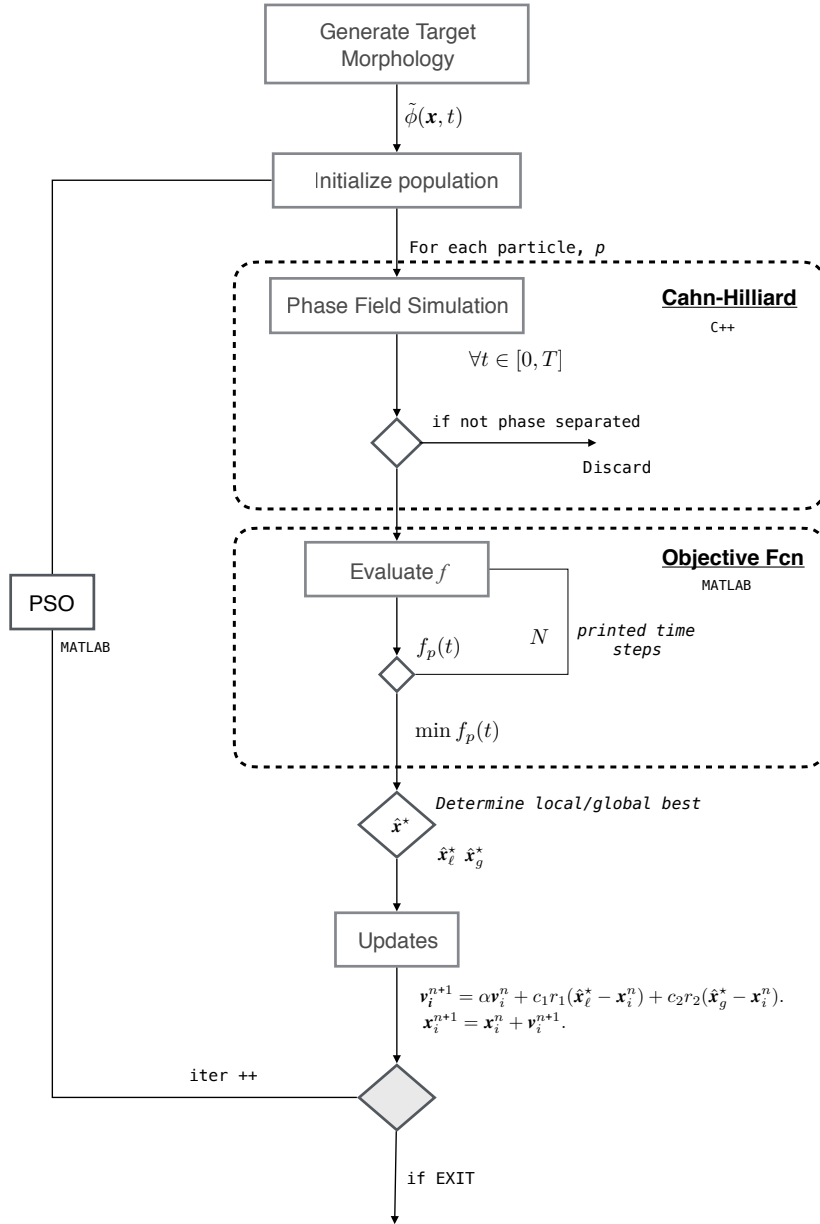 Generate Target
Morphology
φ̃(x, t)
Initialize population
For each particle, p
Phase Field Simulation
Cahn-Hilliard
C++
∀t ∈ [0, T]
if not phase separated
Discard
Evaluate f
Objective Fcn
MATLAB
f_p(t)
N
printed time
steps
min f_p(t)
PSO
MATLAB
Determine local/global best
x̂*
x̂*_ℓ x̂*_g
Updates
v_i^{n+1} = αv_i^n + c_1r_1(x̂*_ℓ − x_i^n) + c_2r_2(x̂*_g − x_i^n).
x_i^{n+1} = x_i^n + v_i^{n+1}.
iter ++
if EXIT